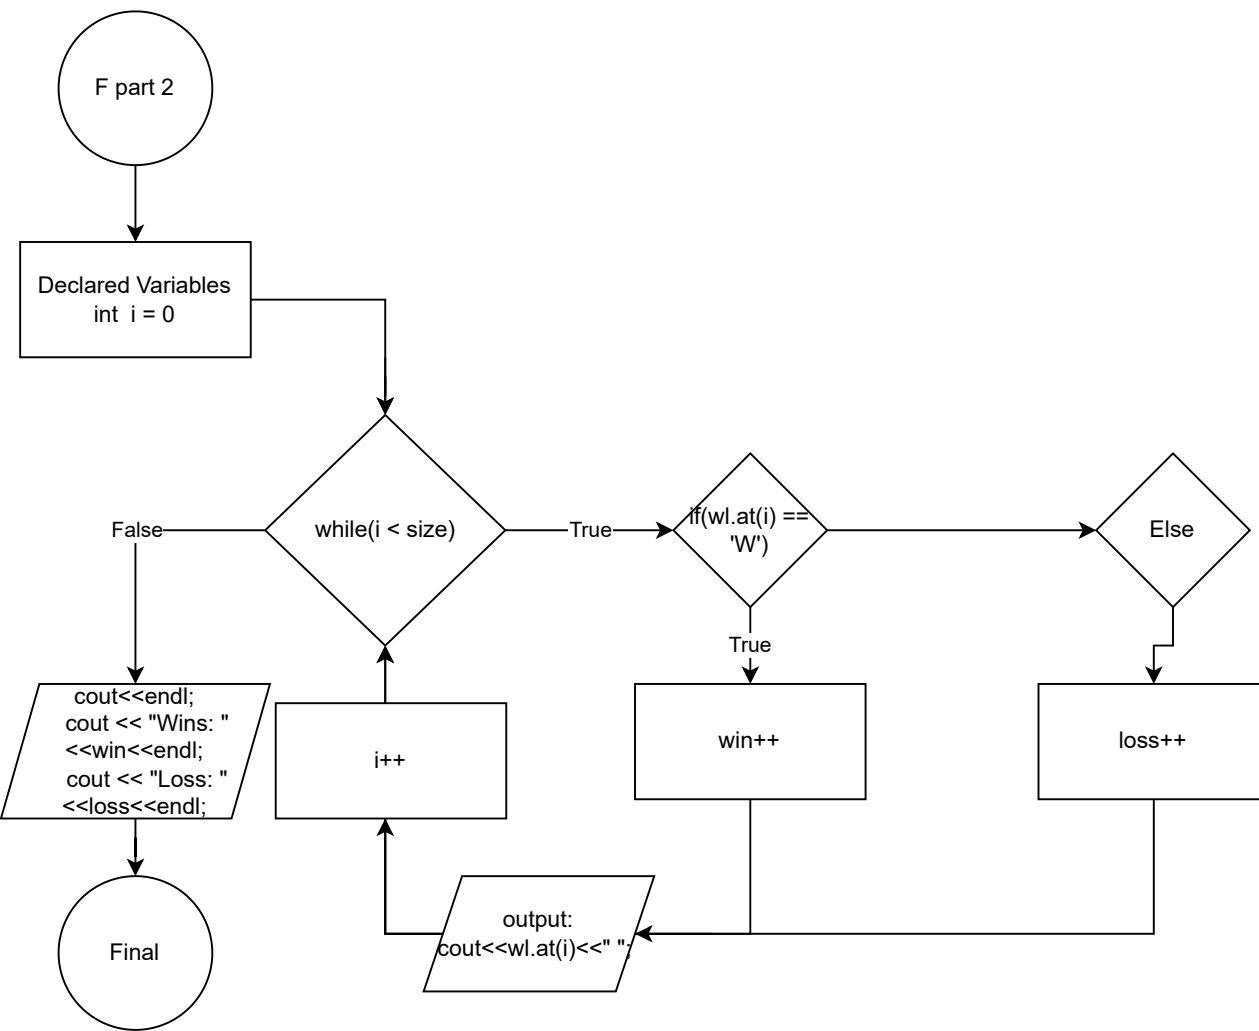 F part 2
Declared Variables
int  i = 0
False
while(i < size)
True
if(wl.at(i) ==
'W')
Else
True
cout<<endl;
cout << "Wins: "
<<win<<endl;
cout << "Loss: "
<<loss<<endl;
i++
win++
loss++
output:
cout<<wl.at(i)<<" ";
Final